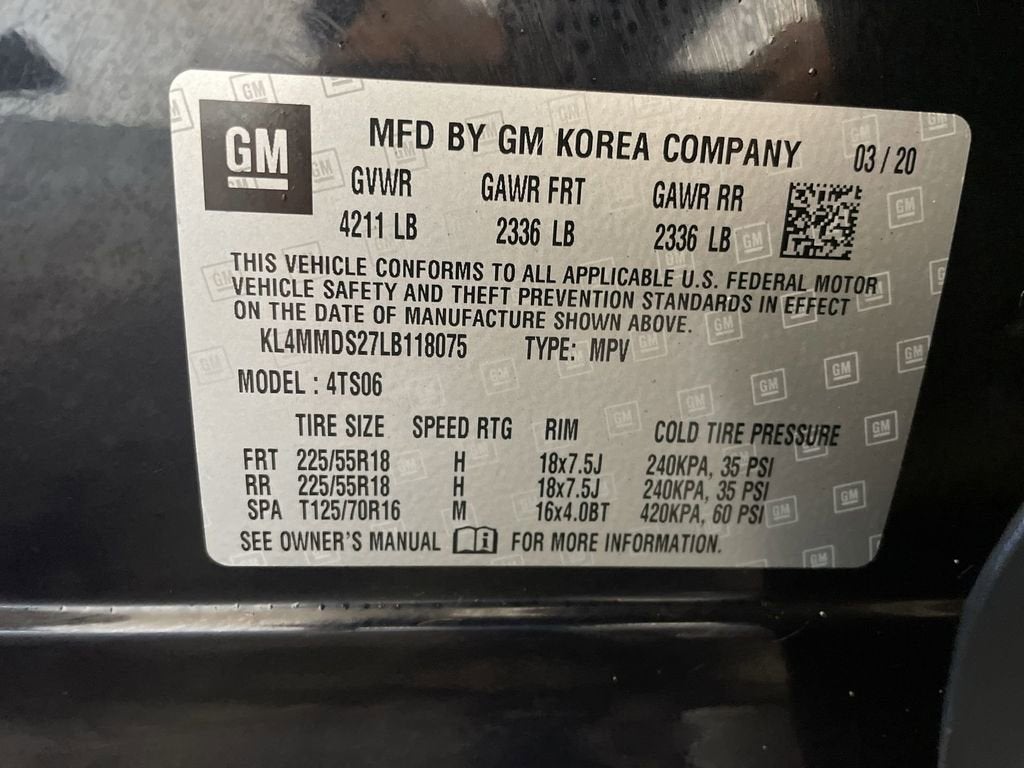 GM
MFD BY GM KOREA COMPANY 03 / 20
GVWR GAWR FRT GAWR RR
4211 LB 2336 LB 2336 LB
THIS VEHICLE CONFORMS TO ALL APPLICABLE U.S. FEDERAL MOTOR
VEHICLE SAFETY AND THEFT PREVENTION STANDARDS IN EFFECT
ON THE DATE OF MANUFACTURE SHOWN ABOVE.
KL4MMDS27LB118075 TYPE: MPV
MODEL : 4TS06
TIRE SIZE SPEED RTG RIM COLD TIRE PRESSURE
FRT 225/55R18 H 18x7.5J 240KPA, 35 PSI
RR 225/55R18 H 18x7.5J 240KPA, 35 PSI
SPA T125/70R16 M 16x4.0BT 420KPA, 60 PSI
SEE OWNER'S MANUAL i FOR MORE INFORMATION.